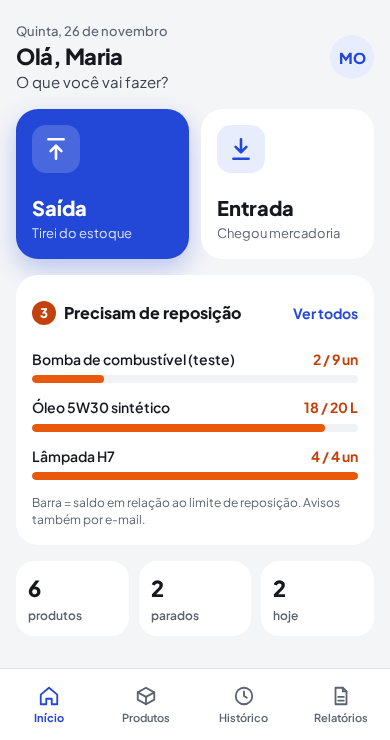 Quinta, 26 de novembro
Olá, Maria
O que você vai fazer?
MO
Saída
Tirei do estoque
Entrada
Chegou mercadoria
3 Precisam de reposição Ver todos
Bomba de combustível (teste) 2 / 9 un
Óleo 5W30 sintético 18 / 20 L
Lâmpada H7 4 / 4 un
Barra = saldo em relação ao limite de reposição. Avisos
também por e-mail.
6
produtos
2
parados
2
hoje
Início Produtos Histórico Relatórios